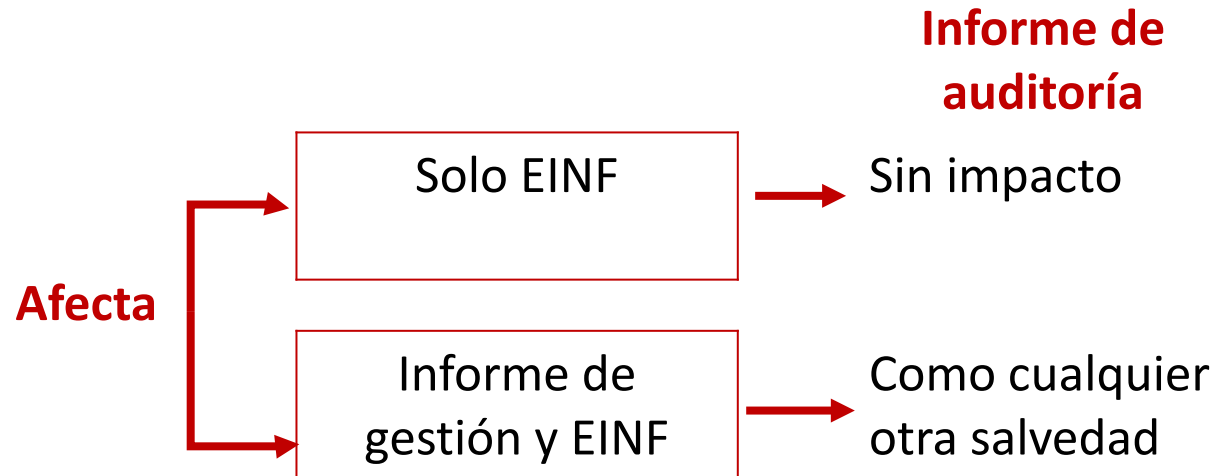 Informe de
auditoría
Solo EINF
Sin impacto
Afecta
Informe de
gestión y EINF
Como cualquier
otra salvedad